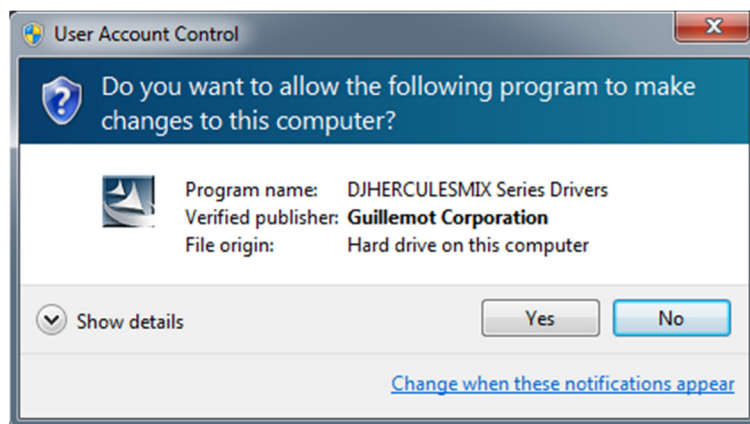 User Account Control
Do you want to allow the following program to make
changes to this computer?
Program name: DJHERCULESMIX Series Drivers
Verified publisher: Guillemot Corporation
File origin: Hard drive on this computer
Show details
Yes
No
Change when these notifications appear